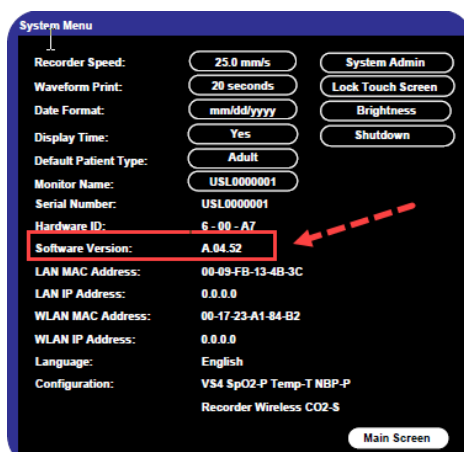 System Menu
Recorder Speed: 25.0 mm/s System Admin
Waveform Print: 20 seconds Lock Touch Screen
Date Format: mm/dd/yyyy Brightness
Display Time: Yes Shutdown
Default Patient Type: Adult
Monitor Name: USL0000001
Serial Number: USL0000001
Hardware ID: 6 - 00 - A7
Software Version: A.04.52
LAN MAC Address: 00-09-FB-13-4B-3C
LAN IP Address: 0.0.0.0
WLAN MAC Address: 00-17-23-A1-84-B2
WLAN IP Address: 0.0.0.0
Language: English
Configuration: VS4 SpO2-P Temp-T NBP-P
Recorder Wireless CO2-S
Main Screen